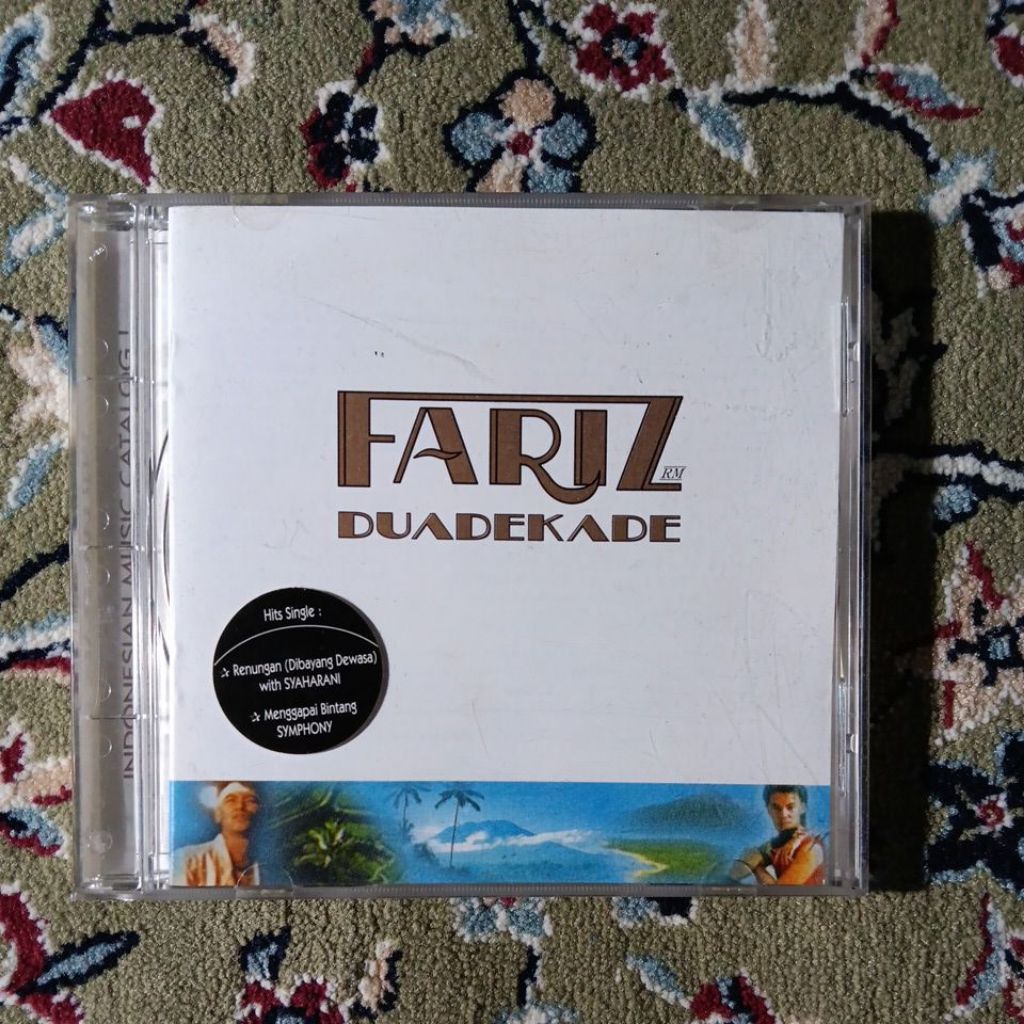 FARIZ RM
DUADEKADE
Hits Single :
✰ Renungan (Dibayang Dewasa)
with SYAHARANI
✰ Menggapai Bintang
SYMPHONY
INDONESIAN MUSIC CATALOG I